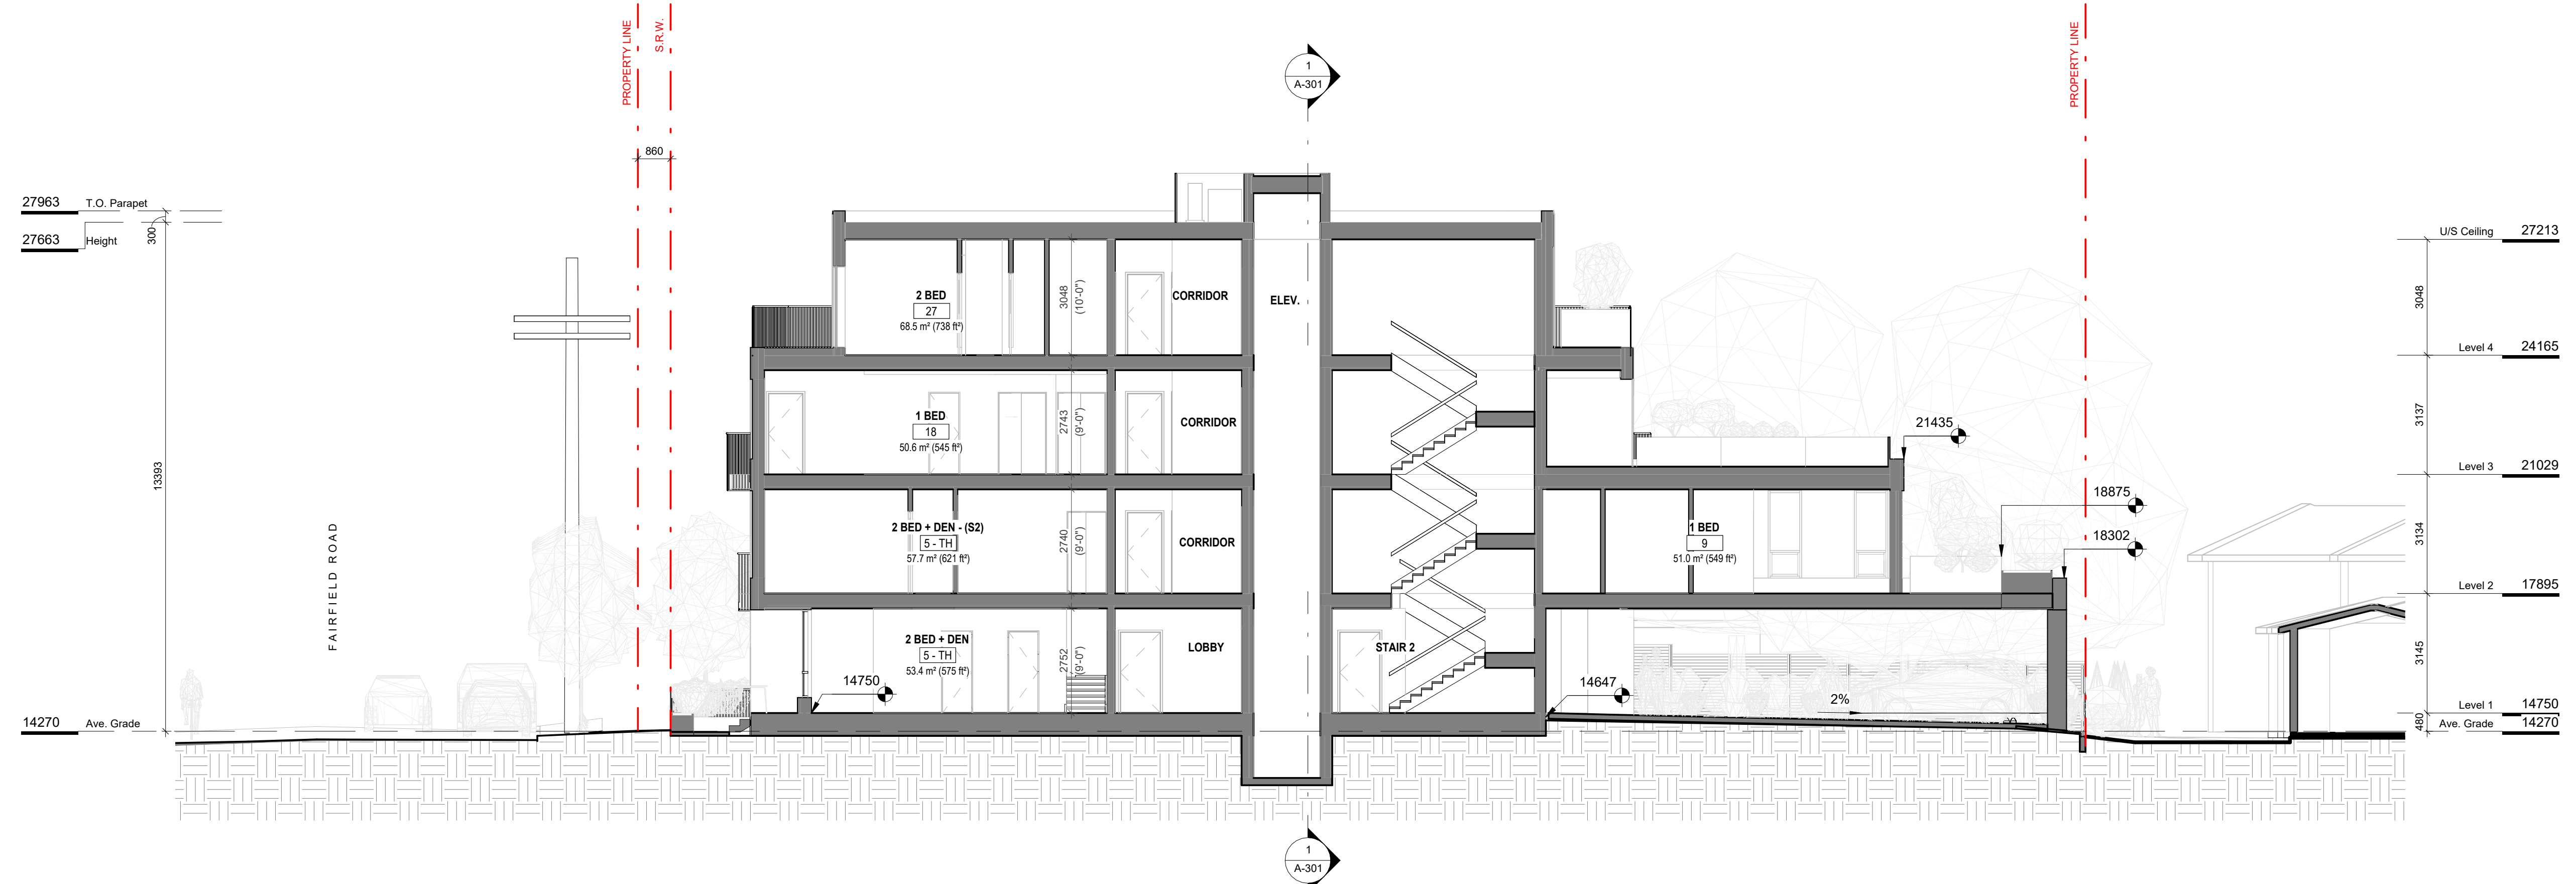 PROPERTY LINE
S.R.W.
PROPERTY LINE
1
A-301
860
27963 T.O. Parapet
300
27663 Height
13393
14270 Ave. Grade
FAIRFIELD ROAD
2 BED
27
68.5 m² (738 ft²)
3048
(10'-0")
CORRIDOR
ELEV.
1 BED
18
50.6 m² (545 ft²)
2743
(9'-0")
CORRIDOR
2 BED + DEN - (S2)
5 - TH
57.7 m² (621 ft²)
2740
(9'-0")
CORRIDOR
1 BED
9
51.0 m² (549 ft²)
2 BED + DEN
5 - TH
53.4 m² (575 ft²)
2752
(9'-0")
LOBBY
STAIR 2
14750
14647
2%
21435
18875
18302
U/S Ceiling 27213
3048
Level 4 24165
3137
Level 3 21029
3134
Level 2 17895
3145
Level 1 14750
480
Ave. Grade 14270
1
A-301